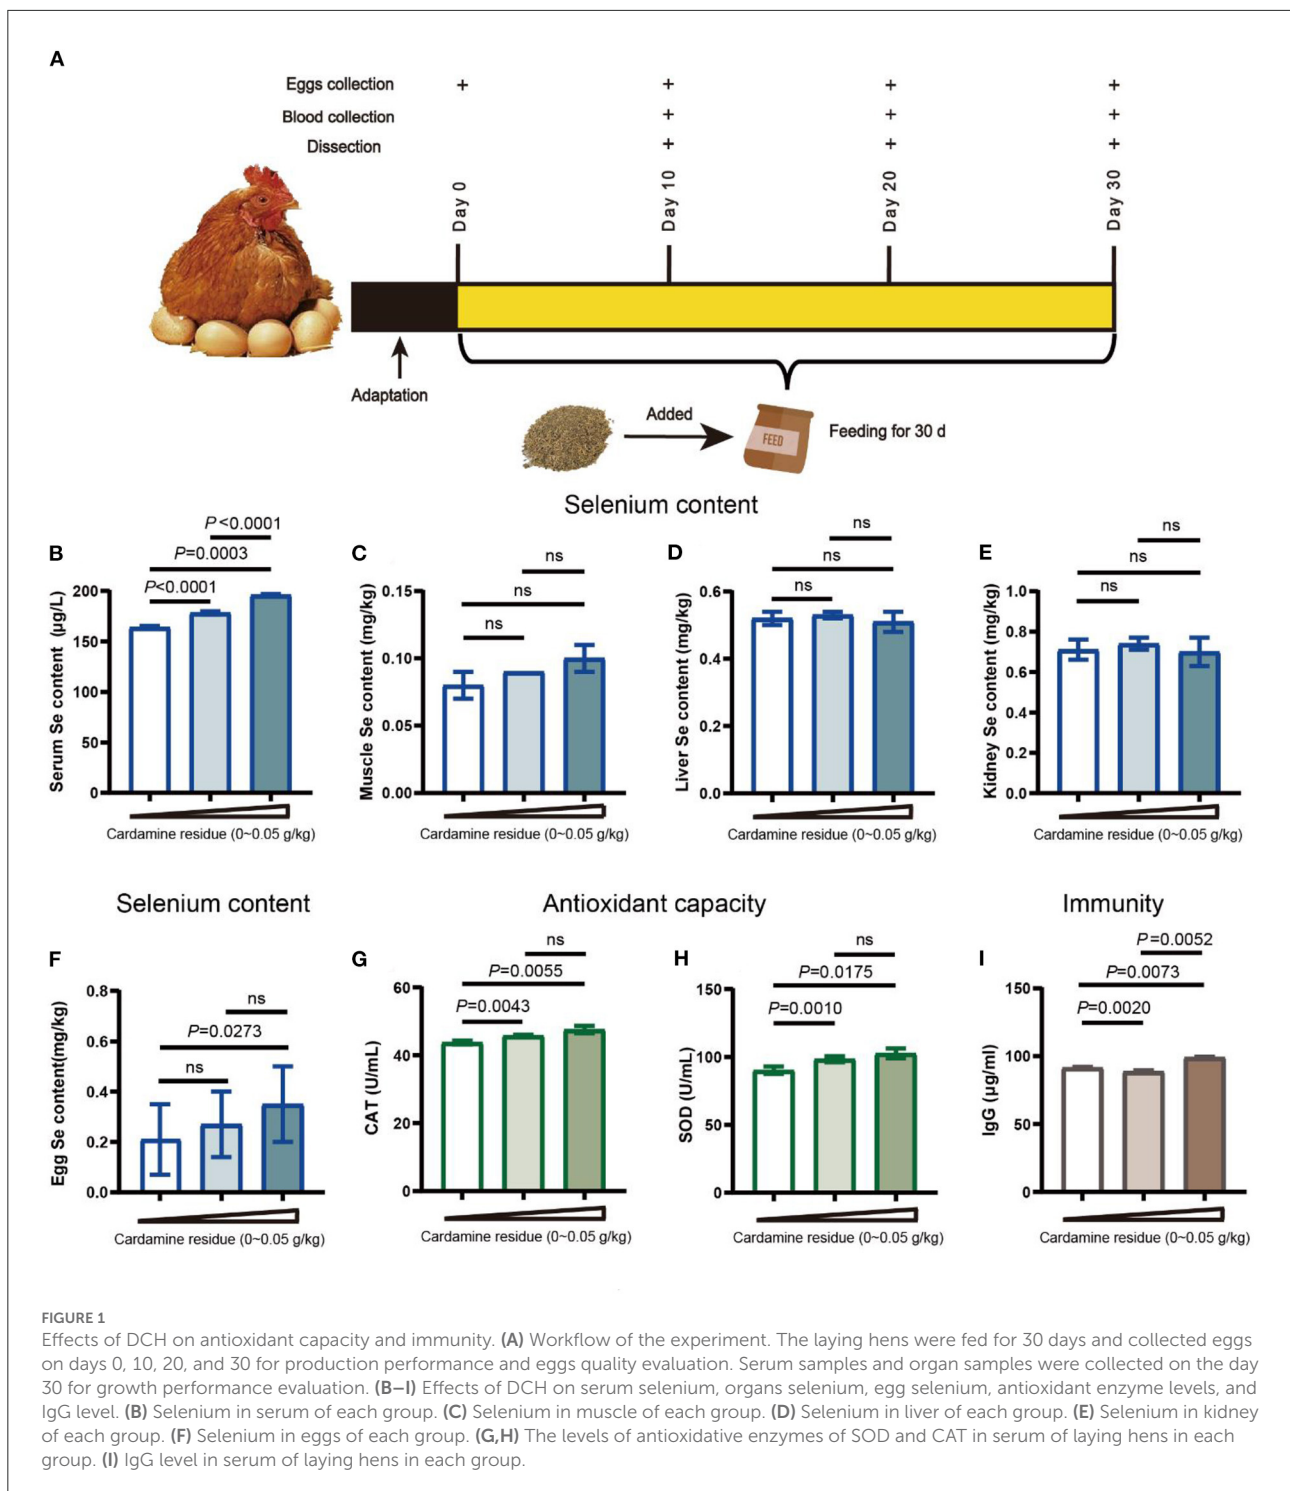 A
Eggs collection + + + +
Blood collection + + +
Dissection + + +
Day 0 Day 10 Day 20 Day 30
Adaptation
Added
FEED
Feeding for 30 d
Selenium content
B
P<0.0001
P=0.0003
P<0.0001
Serum Se content (µg/L)
200
150
100
50
0
Cardamine residue (0~0.05 g/kg)
C
ns
ns
ns
Muscle Se content (mg/kg)
0.15
0.10
0.05
0.00
Cardamine residue (0~0.05 g/kg)
D
ns
ns
ns
Liver Se content (mg/kg)
0.6
0.4
0.2
0.0
Cardamine residue (0~0.05 g/kg)
E
ns
ns
ns
Kidney Se content (mg/kg)
1.0
0.8
0.6
0.4
0.2
0.0
Cardamine residue (0~0.05 g/kg)
Selenium content
Antioxidant capacity
Immunity
F
ns
P=0.0273
ns
Egg Se content(mg/kg)
0.8
0.6
0.4
0.2
0.0
Cardamine residue (0~0.05 g/kg)
G
ns
P=0.0055
P=0.0043
CAT (U/mL)
60
40
20
0
Cardamine residue (0~0.05 g/kg)
H
ns
P=0.0175
P=0.0010
SOD (U/mL)
150
100
50
0
Cardamine residue (0~0.05 g/kg)
I
P=0.0052
P=0.0073
P=0.0020
IgG (µg/ml)
150
100
50
0
Cardamine residue (0~0.05 g/kg)
FIGURE 1
Effects of DCH on antioxidant capacity and immunity. (A) Workflow of the experiment. The laying hens were fed for 30 days and collected eggs
on days 0, 10, 20, and 30 for production performance and eggs quality evaluation. Serum samples and organ samples were collected on the day
30 for growth performance evaluation. (B–I) Effects of DCH on serum selenium, organs selenium, egg selenium, antioxidant enzyme levels, and
IgG level. (B) Selenium in serum of each group. (C) Selenium in muscle of each group. (D) Selenium in liver of each group. (E) Selenium in kidney
of each group. (F) Selenium in eggs of each group. (G,H) The levels of antioxidative enzymes of SOD and CAT in serum of laying hens in each
group. (I) IgG level in serum of laying hens in each group.